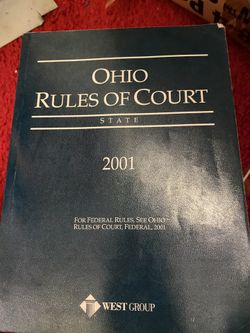 OHIO
RULES OF COURT
STATE
2001
FOR FEDERAL RULES, SEE OHIO
RULES OF COURT, FEDERAL, 2001
WEST GROUP